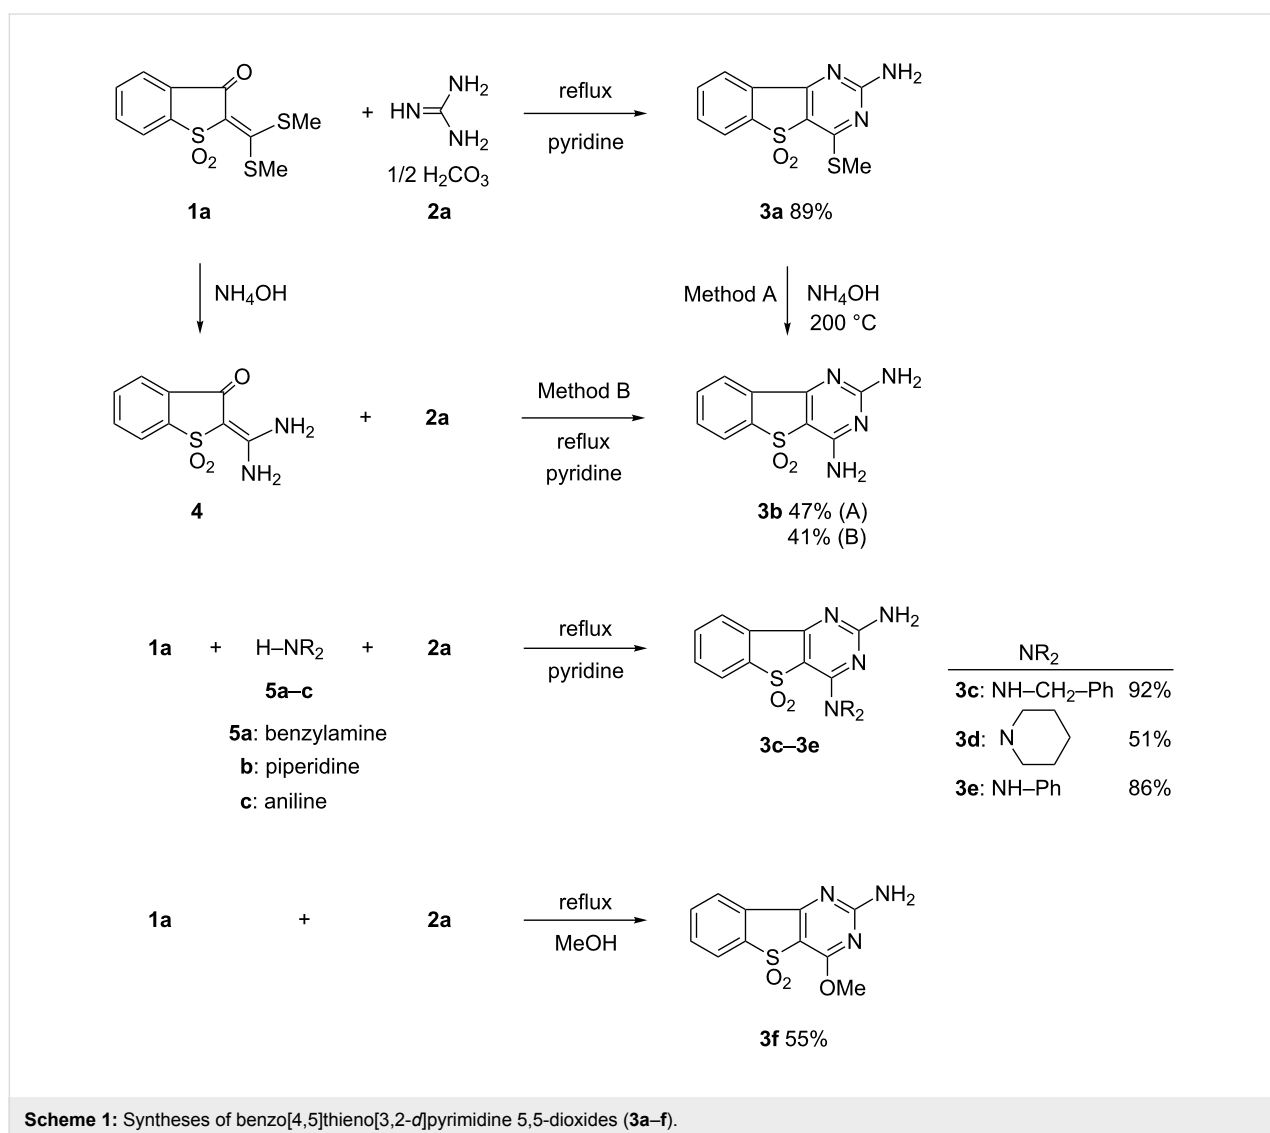 O
S
O2
SMe
SMe
+
HN
NH2
NH2
1/2 H2CO3
reflux
pyridine
N
NH2
N
S
O2
SMe
1a
2a
3a 89%
NH4OH
Method A
NH4OH
200 °C
O
S
O2
NH2
NH2
+
2a
Method B
reflux
pyridine
N
NH2
N
S
O2
NH2
4
3b 47% (A)
41% (B)
1a + H–NR2 + 2a
5a–c
5a: benzylamine
b: piperidine
c: aniline
reflux
pyridine
N
NH2
N
S
O2
NR2
3c–3e
NR2
3c: NH–CH2–Ph 92%
3d: N 51%
3e: NH–Ph 86%
1a + 2a
reflux
MeOH
N
NH2
N
S
O2
OMe
3f 55%
Scheme 1: Syntheses of benzo[4,5]thieno[3,2-d]pyrimidine 5,5-dioxides (3a–f).